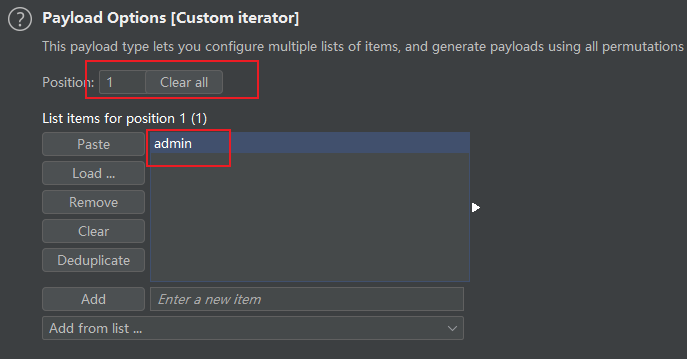 Payload Options [Custom iterator]
This payload type lets you configure multiple lists of items, and generate payloads using all permutations
Position: 1 Clear all
List items for position 1 (1)
Paste admin
Load ...
Remove
Clear
Deduplicate
Add Enter a new item
Add from list ...